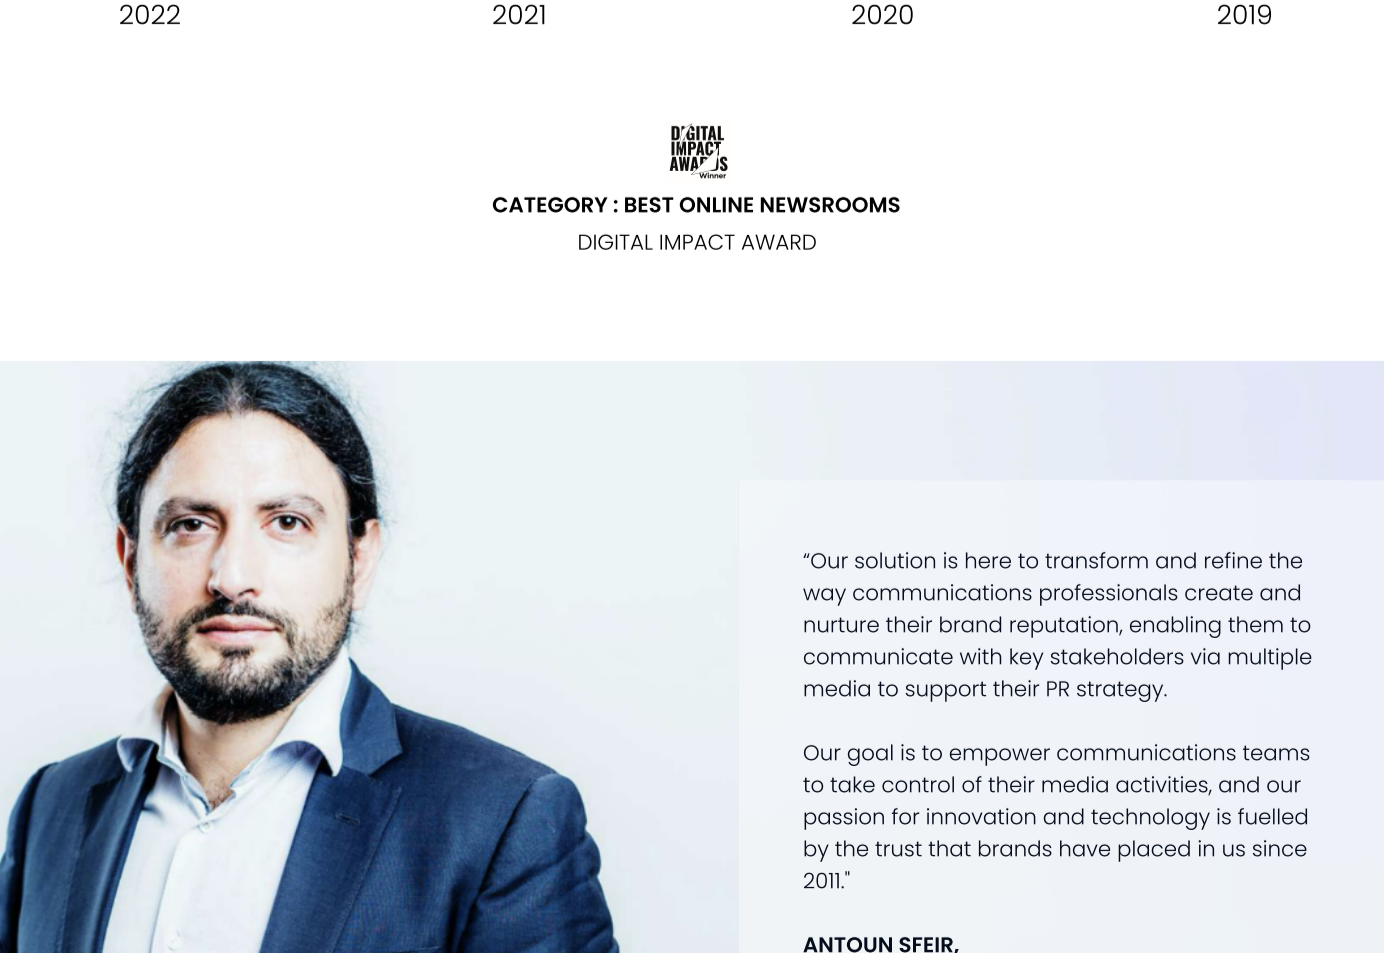 2022 2021 2020 2019
DIGITAL
IMPACT
AWARDS
Winner
CATEGORY : BEST ONLINE NEWSROOMS
DIGITAL IMPACT AWARD
“Our solution is here to transform and refine the
way communications professionals create and
nurture their brand reputation, enabling them to
communicate with key stakeholders via multiple
media to support their PR strategy.
Our goal is to empower communications teams
to take control of their media activities, and our
passion for innovation and technology is fuelled
by the trust that brands have placed in us since
2011."
ANTOUN SFEIR,